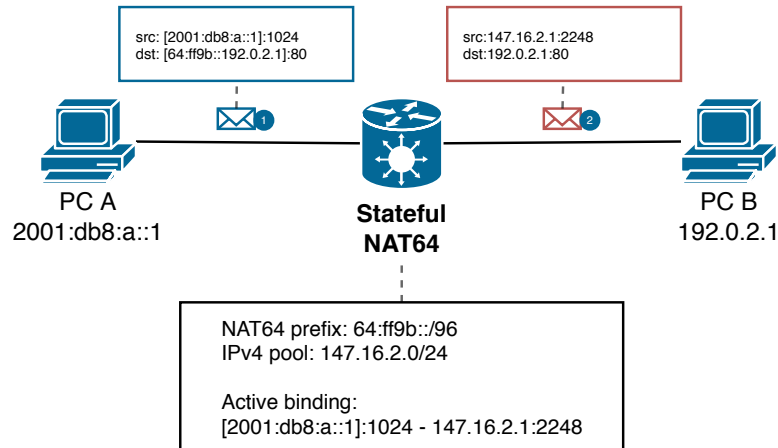 src: [2001:db8:a::1]:1024
dst: [64:ff9b::192.0.2.1]:80
src:147.16.2.1:2248
dst:192.0.2.1:80
1
2
PC A
2001:db8:a::1
Stateful
NAT64
PC B
192.0.2.1
NAT64 prefix: 64:ff9b::/96
IPv4 pool: 147.16.2.0/24
Active binding:
[2001:db8:a::1]:1024 - 147.16.2.1:2248